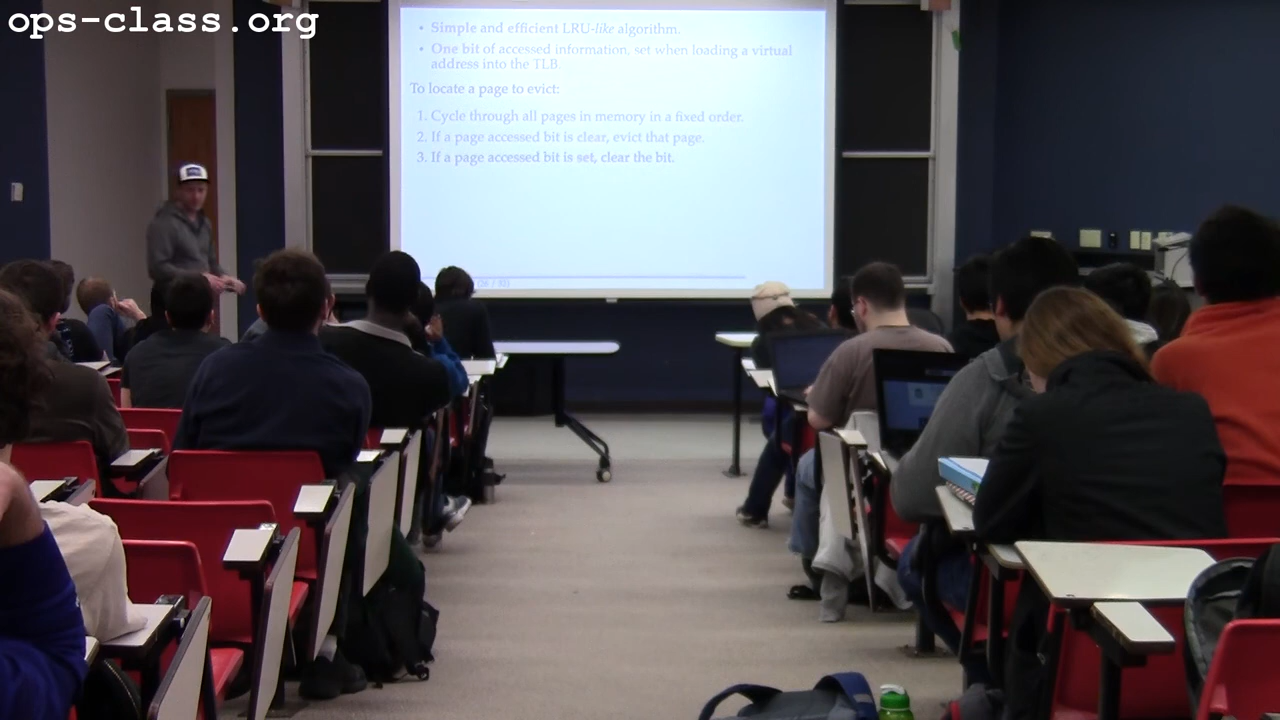 ops-class.org
• Simple and efficient LRU-like algorithm.
• One bit of accessed information, set when loading a virtual
address into the TLB.
To locate a page to evict:
1. Cycle through all pages in memory in a fixed order.
2. If a page accessed bit is clear, evict that page.
3. If a page accessed bit is set, clear the bit.